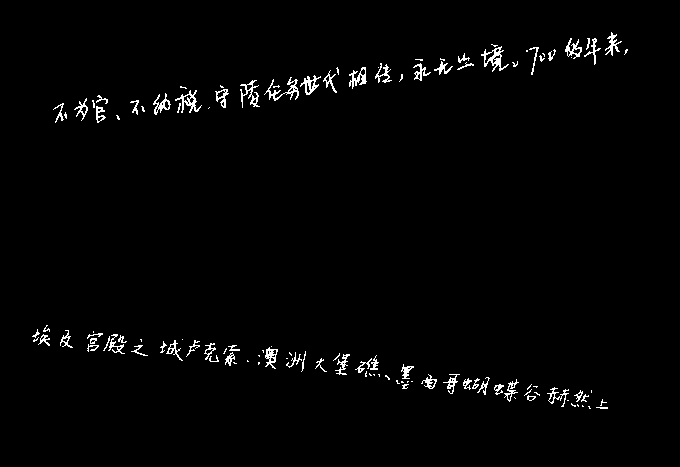 不为官、不纳税.守陵任务世代相传,永无止境。700多年来,
埃及宫殿之城卢克索、澳洲大堡礁、墨西哥蝴蝶谷赫然上